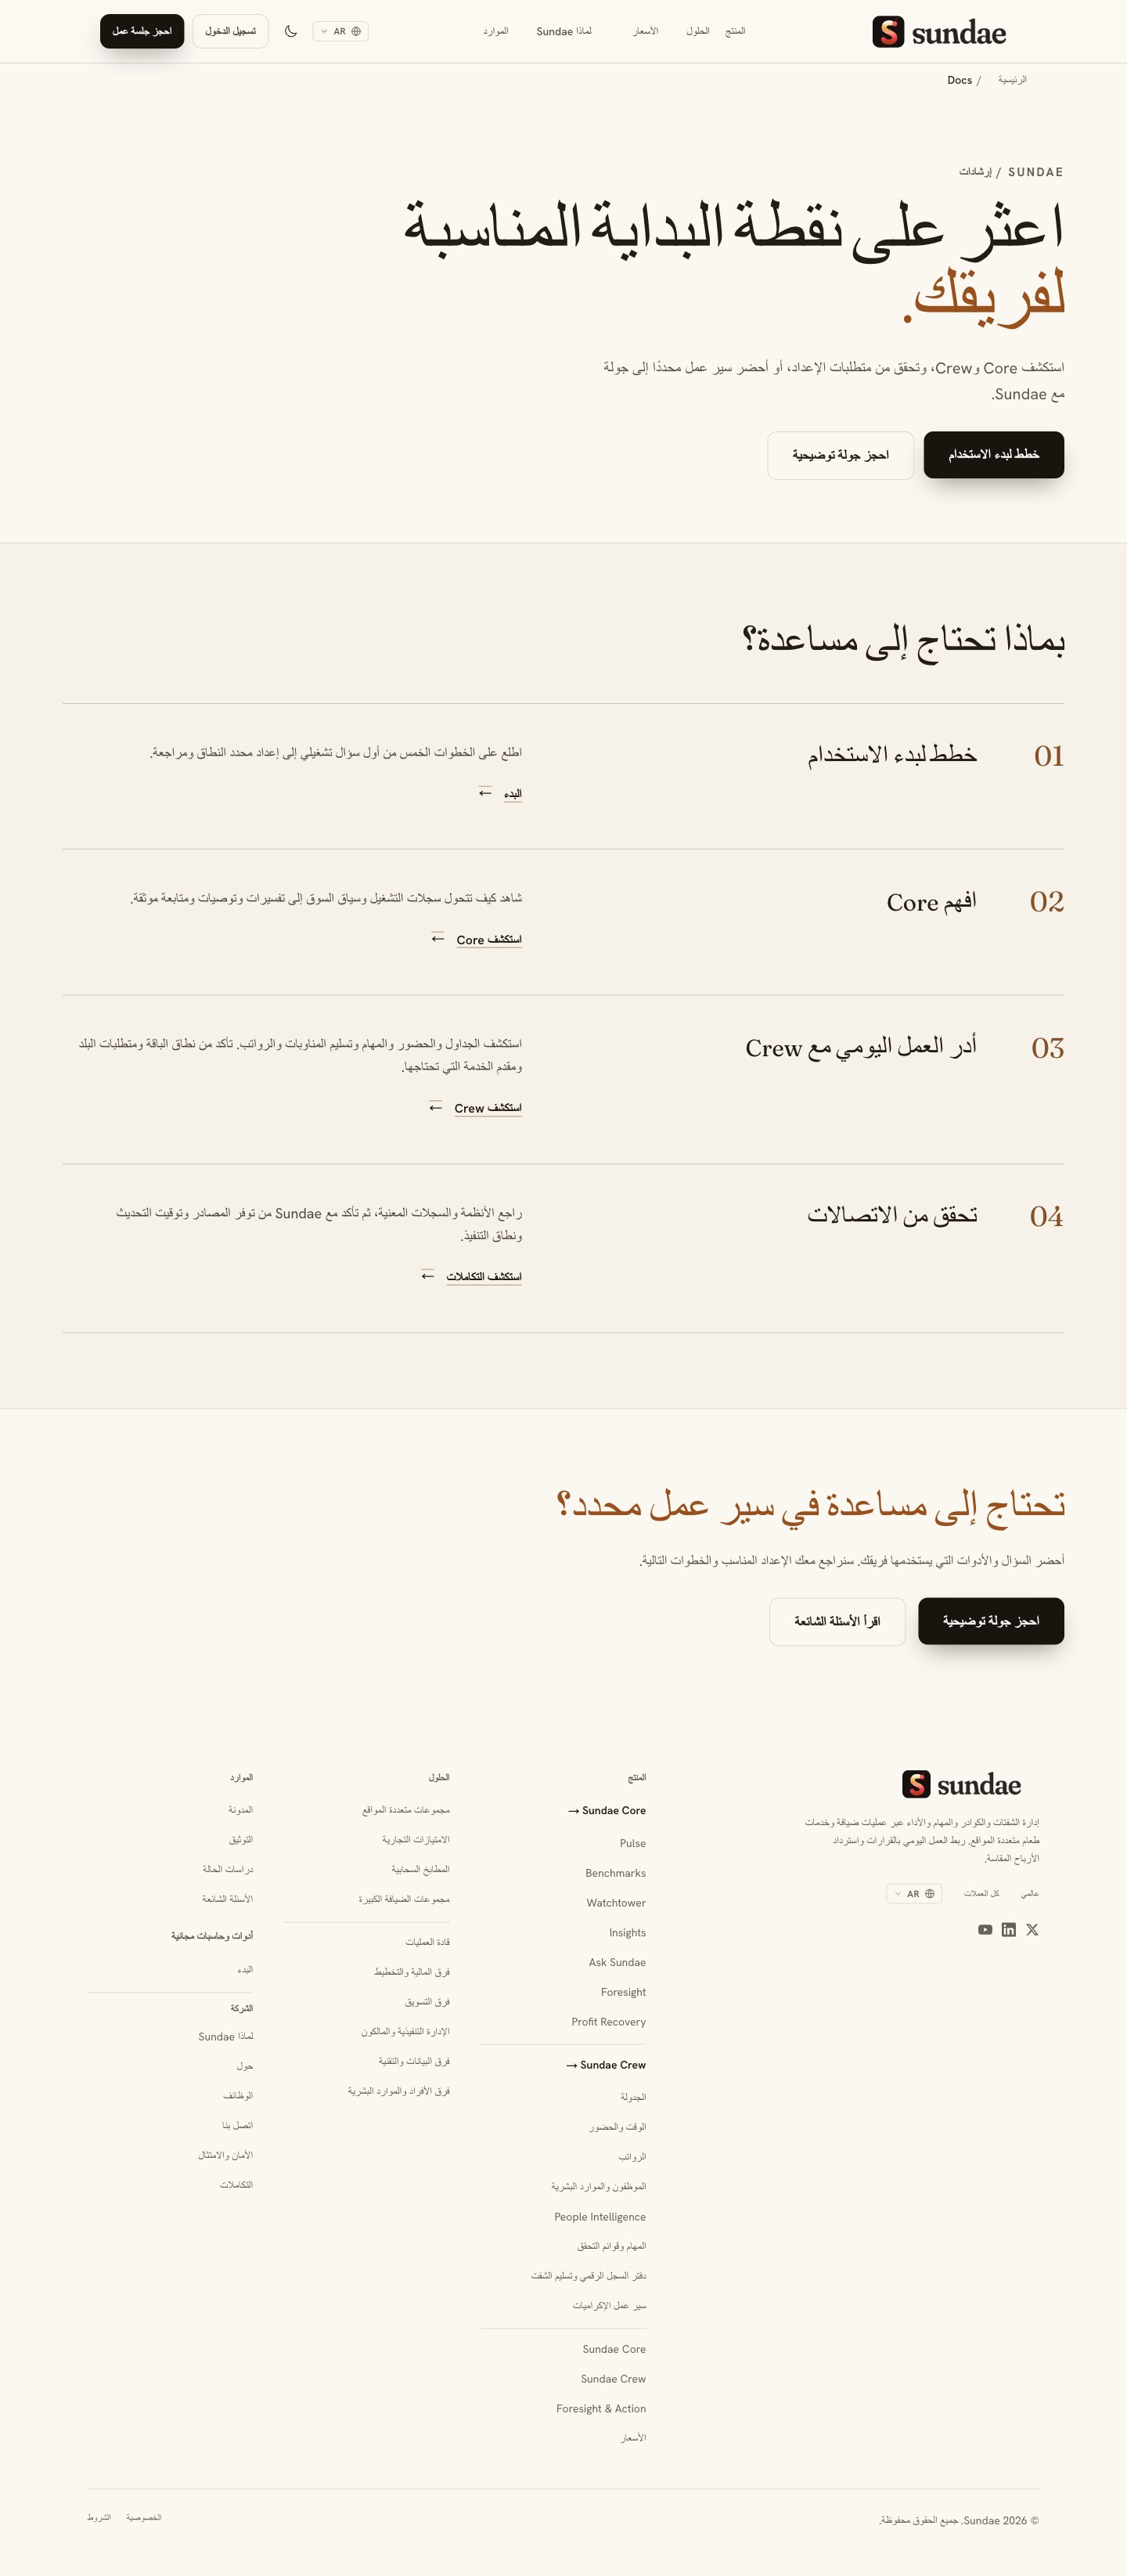 sundae
المنتج
الحلول
الأسعار
لماذا Sundae
الموارد
AR
تسجيل الدخول
احجز جلسة عمل
الرئيسية / Docs
SUNDAE / إرشادات
اعثر على نقطة البداية المناسبة
لفريقك.
استكشف Core وCrew، وتحقق من متطلبات الإعداد، أو أحضر سير عمل محددًا إلى جولة
مع Sundae.
خطط لبدء الاستخدام
احجز جولة توضيحية
بماذا تحتاج إلى مساعدة؟
01
خطط لبدء الاستخدام
اطلع على الخطوات الخمس من أول سؤال تشغيلي إلى إعداد محدد النطاق ومراجعة.
البدء ←
02
افهم Core
شاهد كيف تتحول سجلات التشغيل وسياق السوق إلى تفسيرات وتوصيات ومتابعة موثقة.
استكشف Core ←
03
أدر العمل اليومي مع Crew
استكشف الجداول والحضور والمهام وتسليم المناوبات والرواتب. تأكد من نطاق الباقة ومتطلبات البلد
ومقدم الخدمة التي تحتاجها.
استكشف Crew ←
04
تحقق من الاتصالات
راجع الأنظمة والسجلات المعنية، ثم تأكد مع Sundae من توفر المصادر وتوقيت التحديث
ونطاق التنفيذ.
استكشف التكاملات ←
تحتاج إلى مساعدة في سير عمل محدد؟
أحضر السؤال والأدوات التي يستخدمها فريقك. سنراجع معك الإعداد المناسب والخطوات التالية.
احجز جولة توضيحية
اقرأ الأسئلة الشائعة
sundae
إدارة الشفتات والكوادر والمهام والأداء عبر عمليات ضيافة وخدمات
طعام متعددة المواقع. ربط العمل اليومي بالقرارات واسترداد
الأرباح المقاسة.
عالمي · كل العملات · AR
المنتج
Sundae Core →
Pulse
Benchmarks
Watchtower
Insights
Ask Sundae
Foresight
Profit Recovery
Sundae Crew →
الجدولة
الوقت والحضور
الرواتب
الموظفون والموارد البشرية
People Intelligence
المهام وقوائم التحقق
دفتر السجل الرقمي وتسليم الشفت
سير عمل الإكراميات
Sundae Core
Sundae Crew
Foresight & Action
الأسعار
الحلول
مجموعات متعددة المواقع
الامتيازات التجارية
المطابخ السحابية
مجموعات الضيافة الكبيرة
قادة العمليات
فرق المالية والتخطيط
فرق التسويق
الإدارة التنفيذية والمالكون
فرق البيانات والتقنية
فرق الأفراد والموارد البشرية
الموارد
المدونة
التوثيق
دراسات الحالة
الأسئلة الشائعة
أدوات وحاسبات مجانية
البدء
الشركة
لماذا Sundae
حول
الوظائف
اتصل بنا
الأمان والامتثال
التكاملات
© 2026 Sundae. جميع الحقوق محفوظة.
الخصوصية
الشروط